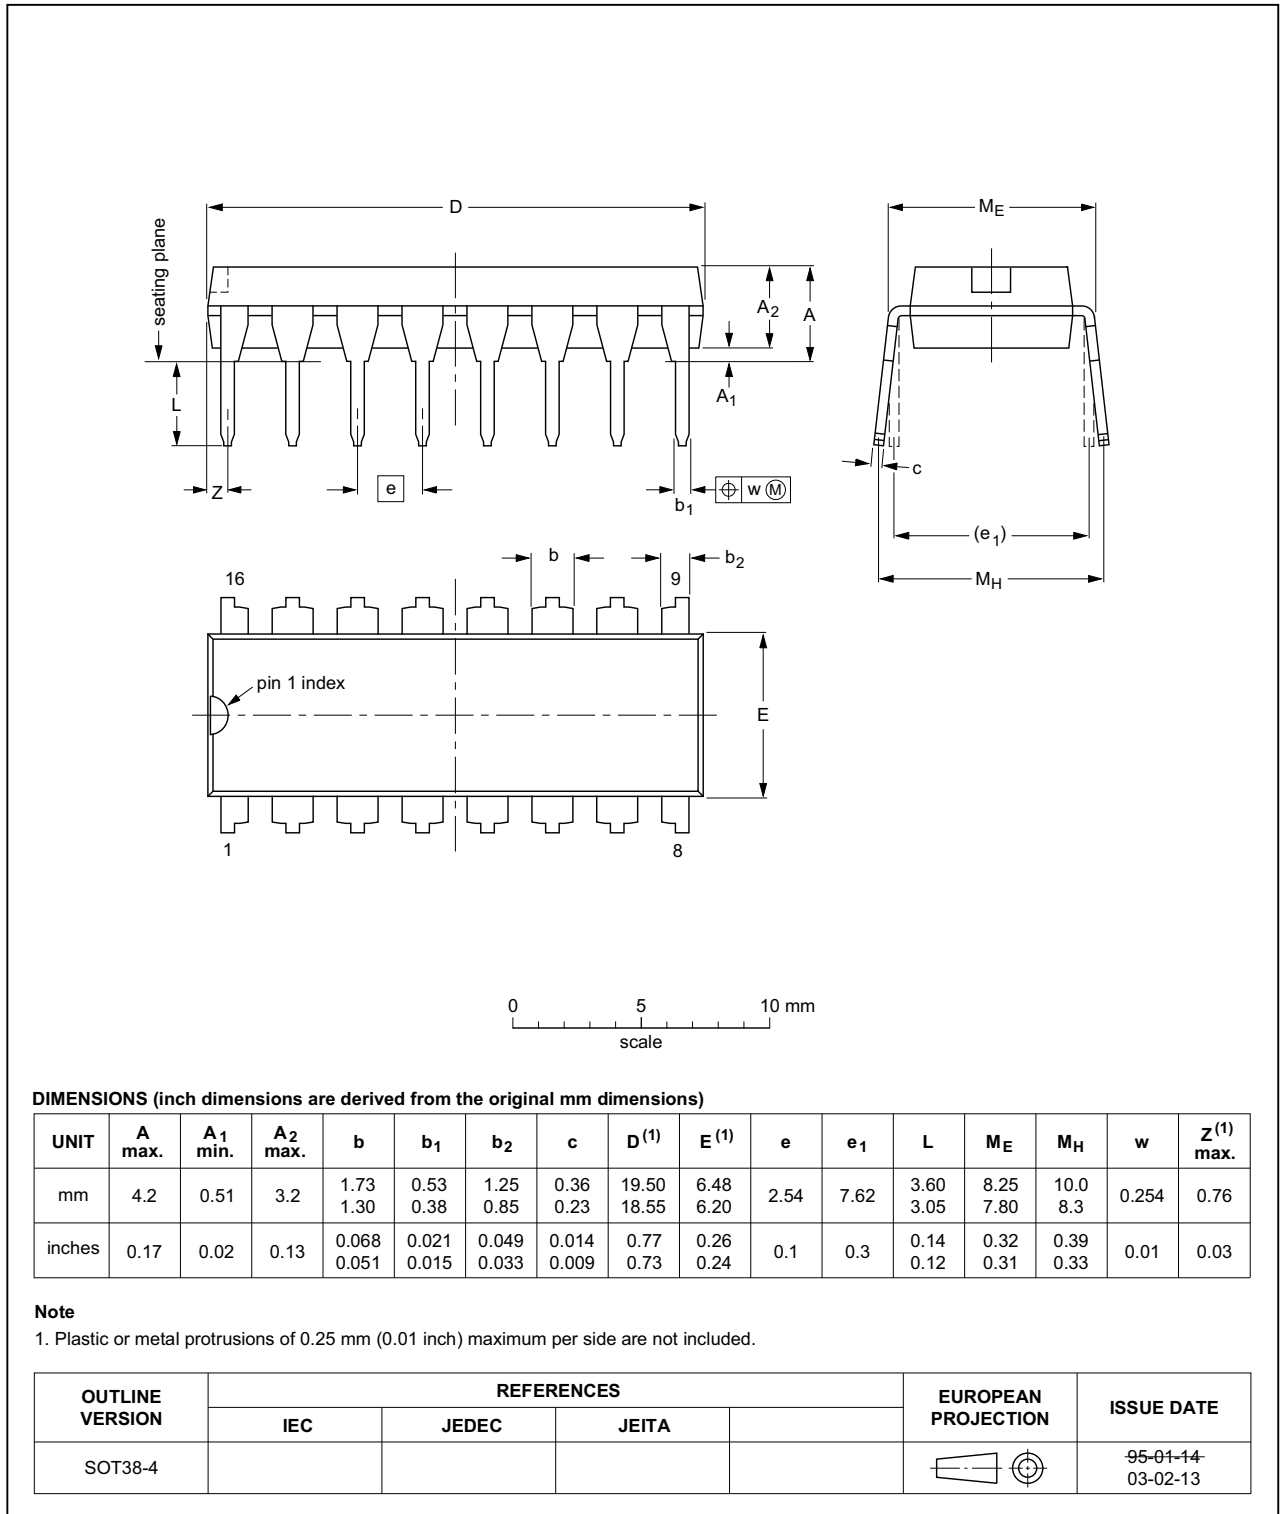 D
ME
seating plane
A2
A
A1
L
Z
e
b1
w M
c
(e1)
MH
b
b2
16
9
pin 1 index
E
1
8
0 5 10 mm
scale
DIMENSIONS (inch dimensions are derived from the original mm dimensions)
UNIT A max. A1 min. A2 max. b b1 b2 c D(1) E(1) e e1 L ME MH w Z(1) max.
mm 4.2 0.51 3.2 1.73 1.30 0.53 0.38 1.25 0.85 0.36 0.23 19.50 18.55 6.48 6.20 2.54 7.62 3.60 3.05 8.25 7.80 10.0 8.3 0.254 0.76
inches 0.17 0.02 0.13 0.068 0.051 0.021 0.015 0.049 0.033 0.014 0.009 0.77 0.73 0.26 0.24 0.1 0.3 0.14 0.12 0.32 0.31 0.39 0.33 0.01 0.03
Note
1. Plastic or metal protrusions of 0.25 mm (0.01 inch) maximum per side are not included.
OUTLINE VERSION REFERENCES EUROPEAN PROJECTION ISSUE DATE
IEC JEDEC JEITA
SOT38-4 95-01-14
03-02-13